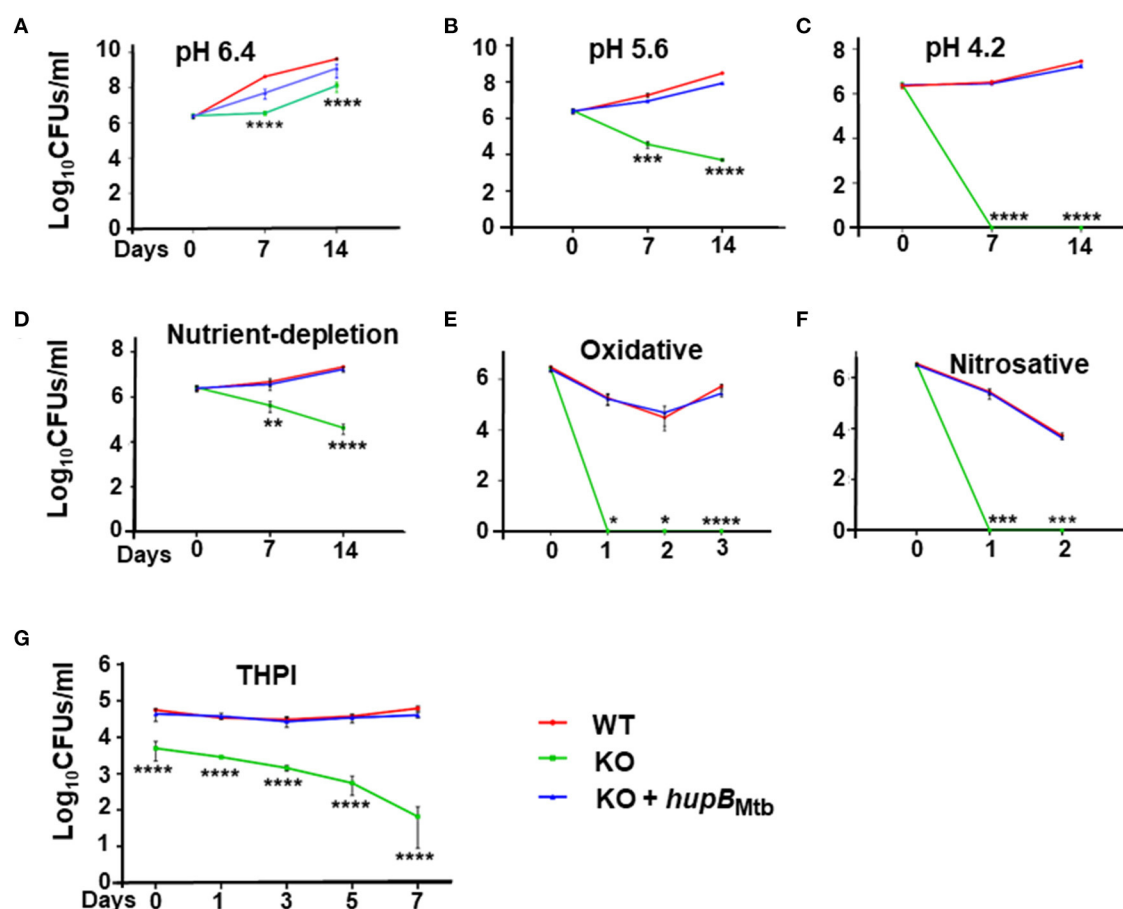 A
pH 6.4
Log10CFUs/ml
10
8
6
4
2
0
**** ****
Days 0 7 14
B
pH 5.6
10
8
6
4
2
0
*** ****
0 7 14
C
pH 4.2
8
6
4
2
0
**** ****
0 7 14
D
Nutrient-depletion
Log10CFUs/ml
8
6
4
2
0
** ****
Days 0 7 14
E
Oxidative
6
4
2
0
* * ****
0 1 2 3
F
Nitrosative
6
4
2
0
*** ***
0 1 2
G
THPI
Log10CFUs/ml
6
5
4
3
2
1
0
**** **** **** **** ****
Days 0 1 3 5 7
WT
KO
KO + hupBMtb